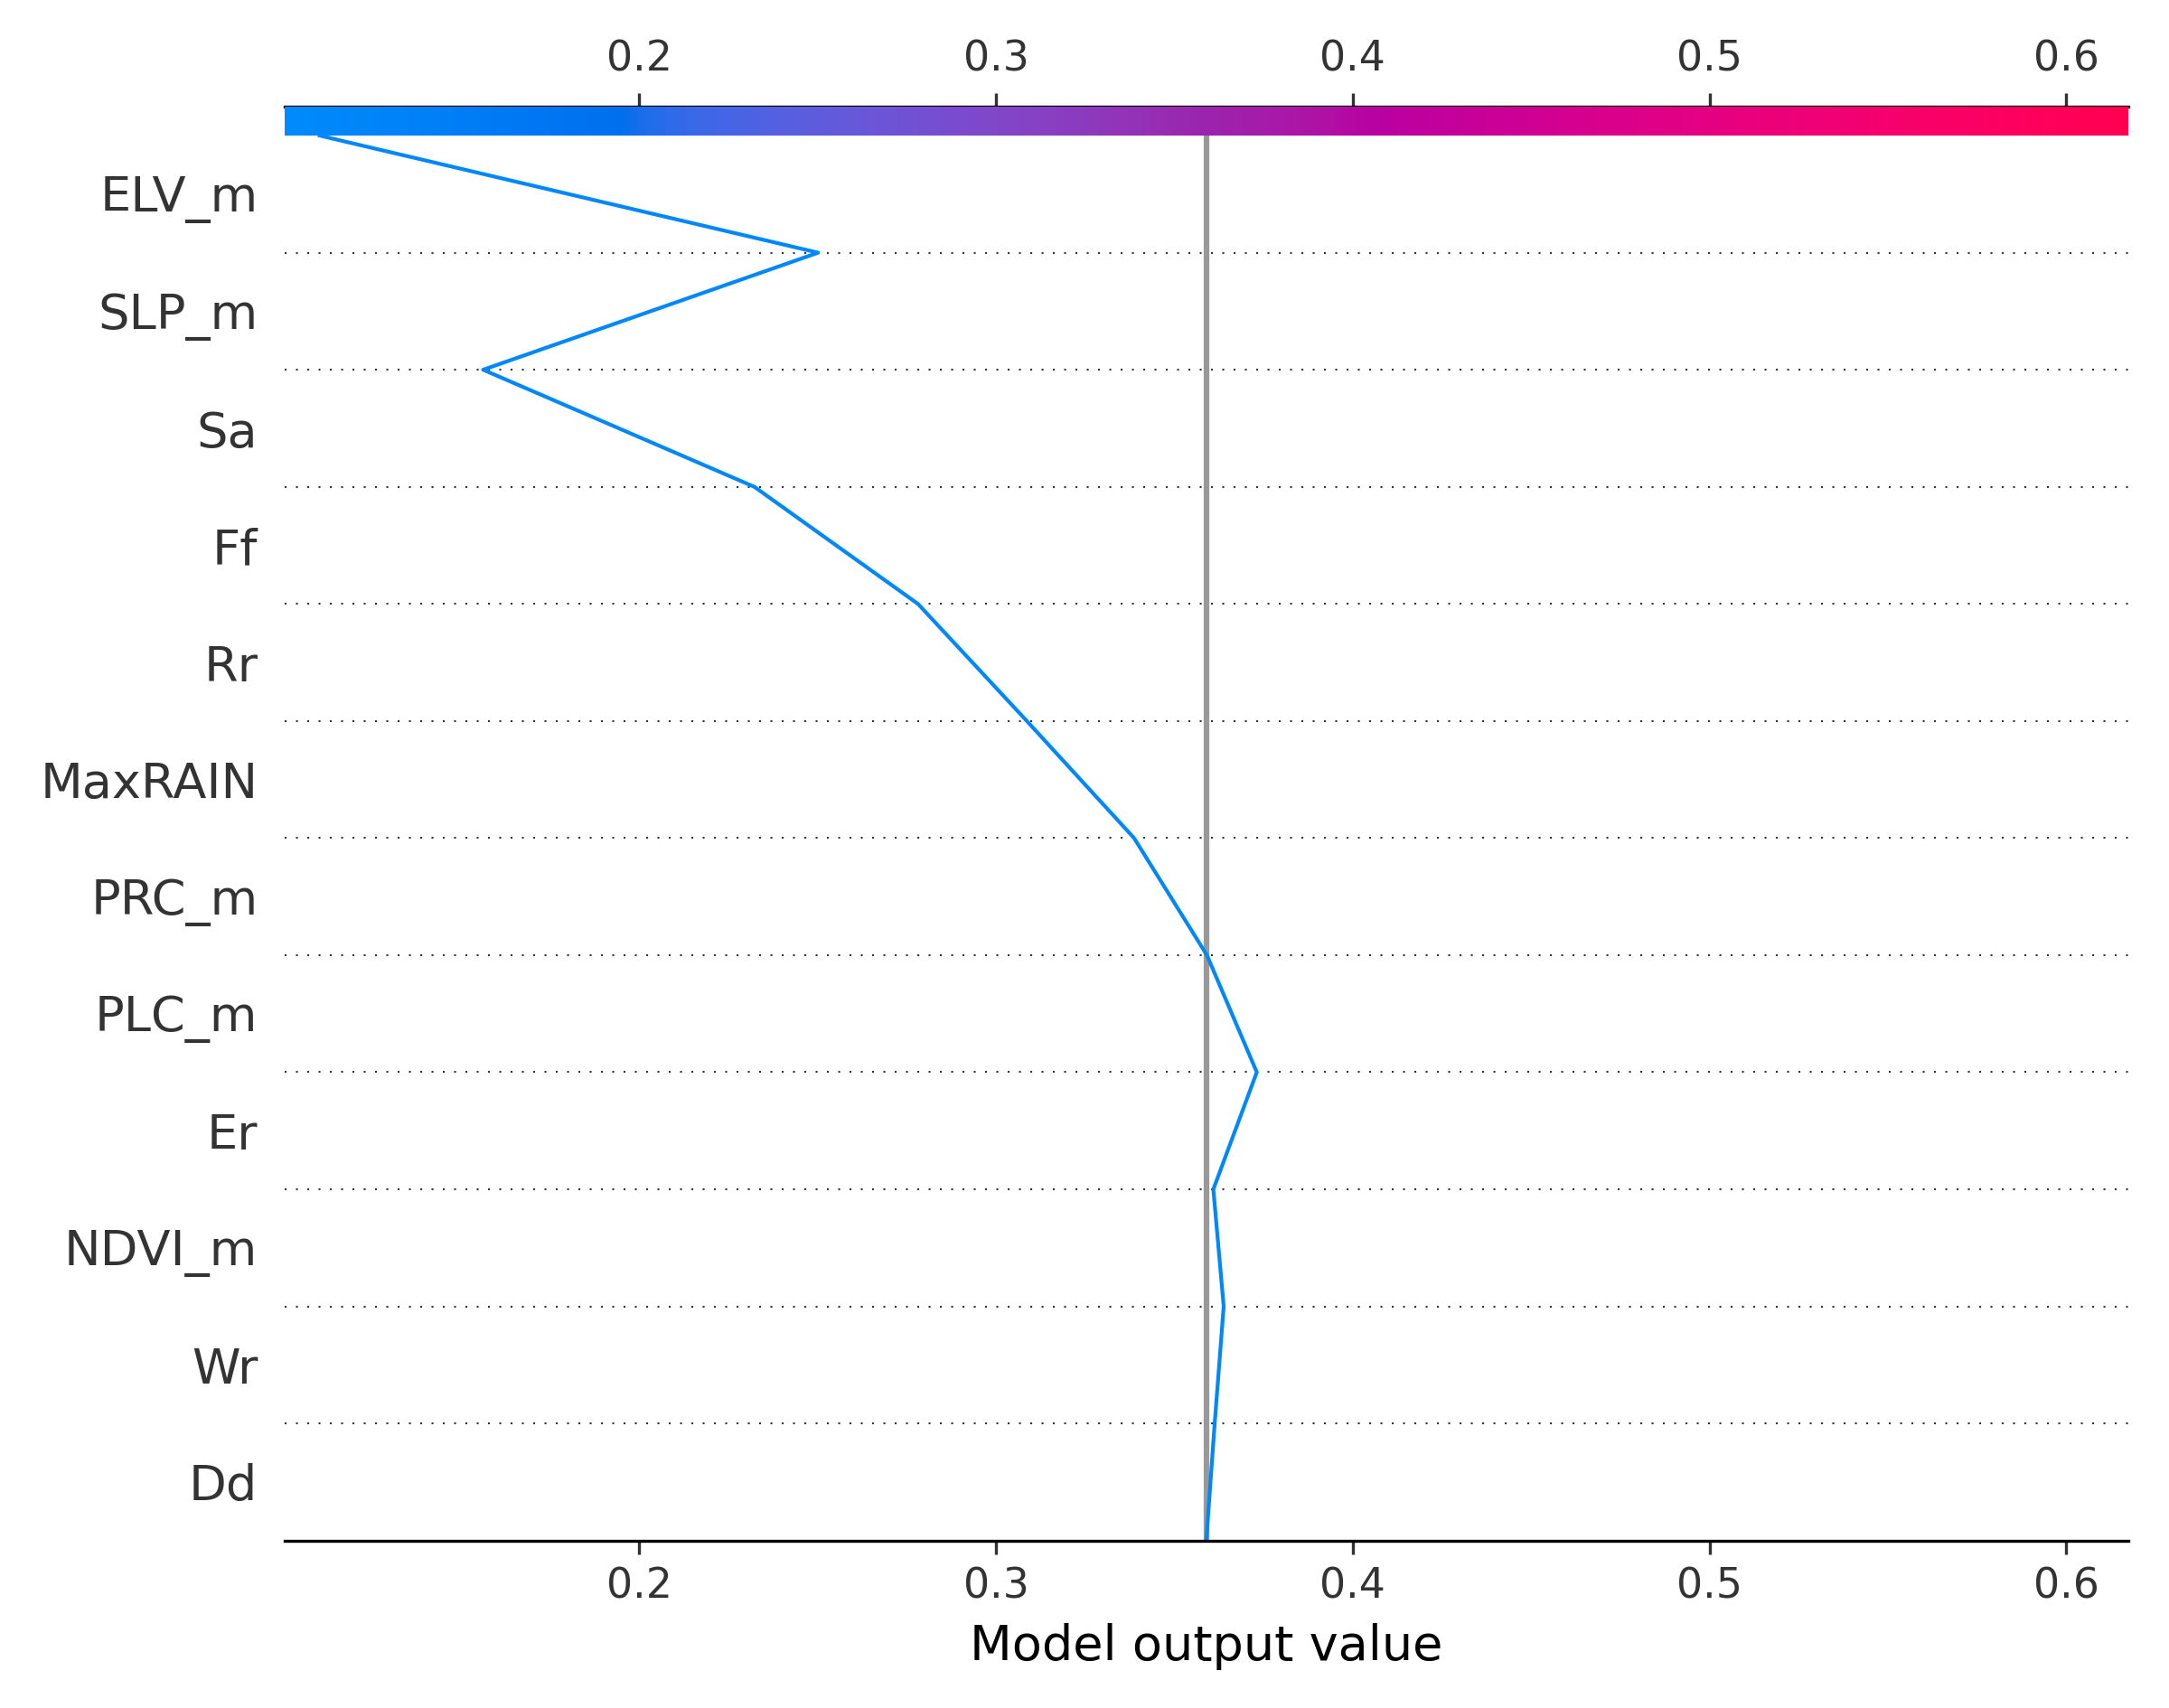 0.2 0.3 0.4 0.5 0.6
ELV_m
SLP_m
Sa
Ff
Rr
MaxRAIN
PRC_m
PLC_m
Er
NDVI_m
Wr
Dd
0.2 0.3 0.4 0.5 0.6
Model output value